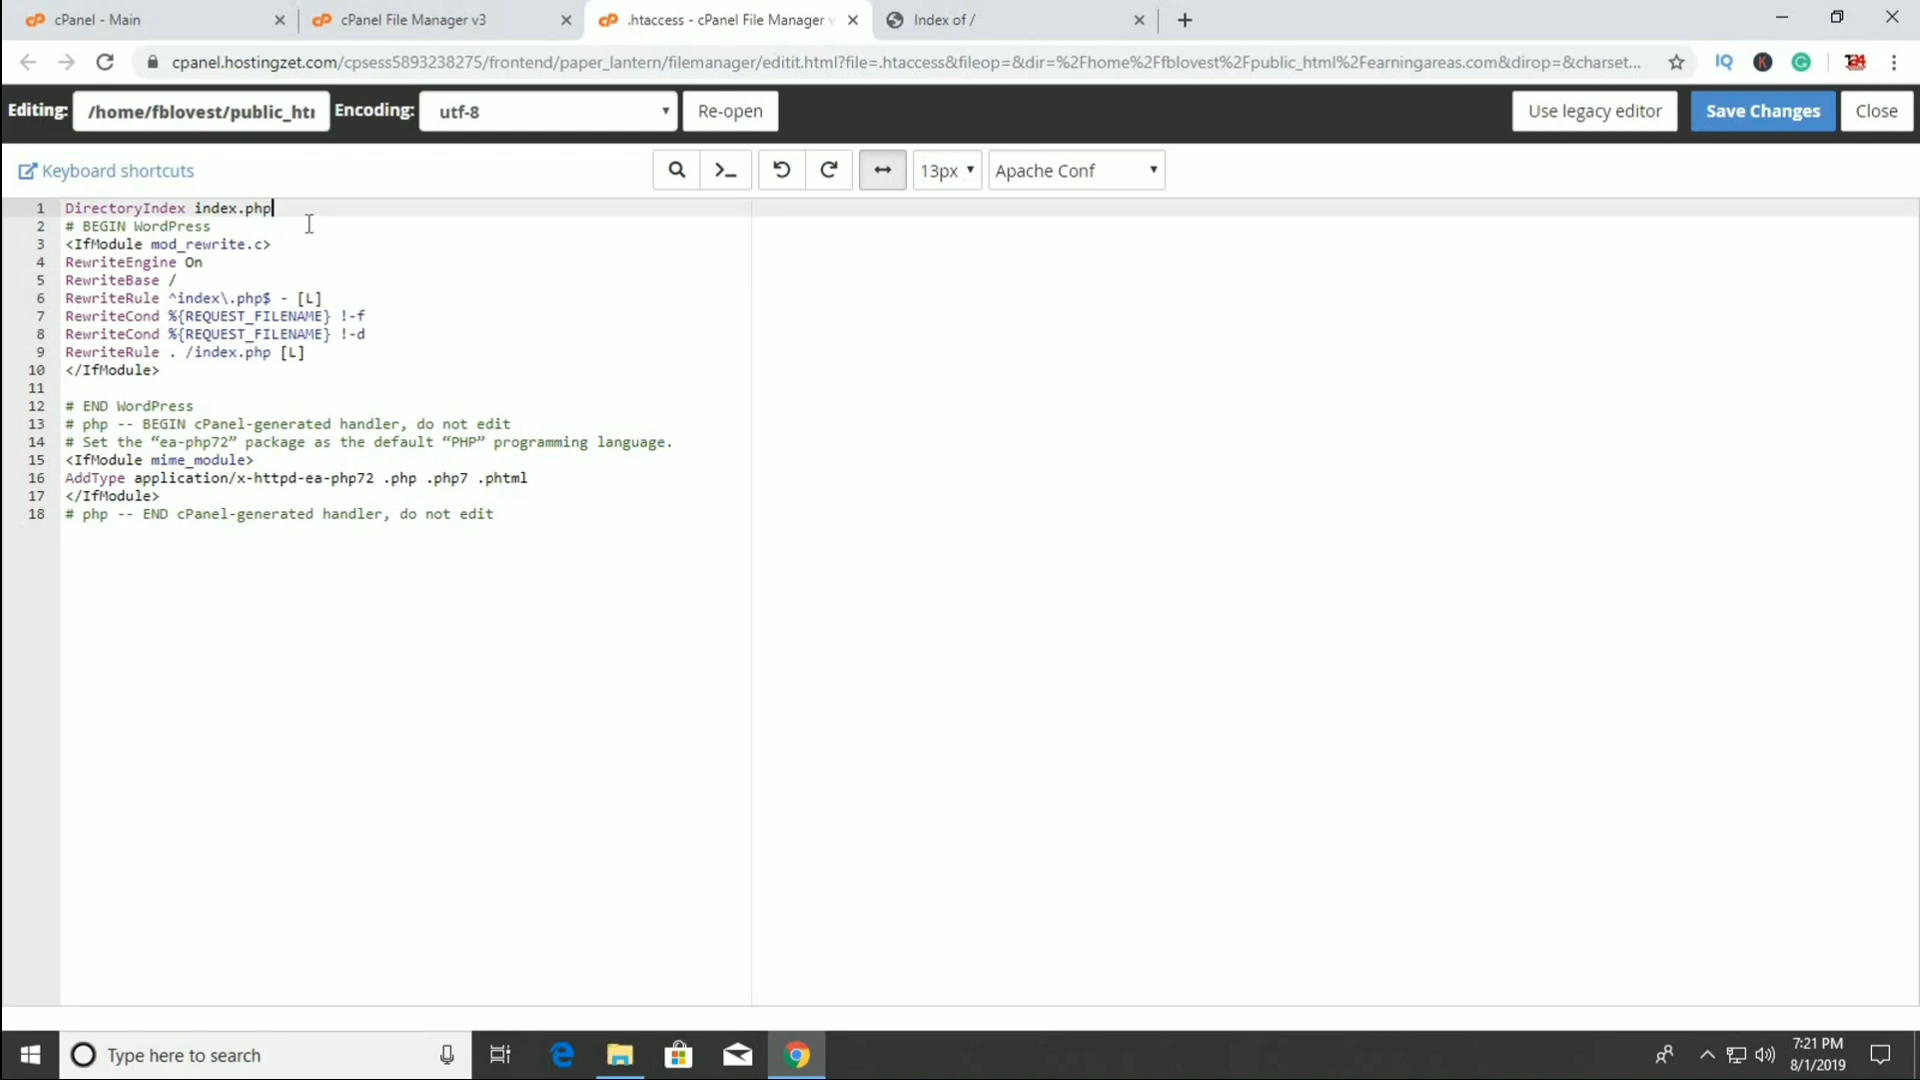 cPanel - Main
cPanel File Manager v3
.htaccess - cPanel File Manager v
Index of /
cpanel.hostingzet.com/cpsess5893238275/frontend/paper_lantern/filemanager/editit.html?file=.htaccess&fileop=&dir=%2Fhome%2Ffblovest%2Fpublic_html%2Fearningareas.com&dirop=&charset...
IQ
K
Editing: /home/fblovest/public_htı Encoding: utf-8 Re-open Use legacy editor Save Changes Close
Keyboard shortcuts 13px Apache Conf
1 DirectoryIndex index.php
2 # BEGIN WordPress
3 <IfModule mod_rewrite.c>
4 RewriteEngine On
5 RewriteBase /
6 RewriteRule ^index\.php$ - [L]
7 RewriteCond %{REQUEST_FILENAME} !-f
8 RewriteCond %{REQUEST_FILENAME} !-d
9 RewriteRule . /index.php [L]
10 </IfModule>
11
12 # END WordPress
13 # php -- BEGIN cPanel-generated handler, do not edit
14 # Set the “ea-php72” package as the default “PHP” programming language.
15 <IfModule mime_module>
16 AddType application/x-httpd-ea-php72 .php .php7 .phtml
17 </IfModule>
18 # php -- END cPanel-generated handler, do not edit
Type here to search
7:21 PM
8/1/2019